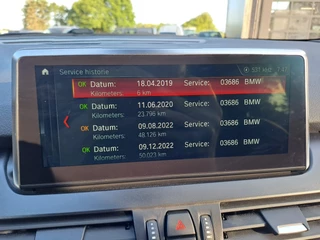 Service historie
OK Datum: 18.04.2019 Service: 03686 BMW
Kilometers: 6 km
OK Datum: 11.06.2020 Service: 03686 BMW
Kilometers: 23.796 km
OK Datum: 09.08.2022 Service: 03686 BMW
Kilometers: 48.126 km
OK Datum: 09.12.2022 Service: 03686 BMW
Kilometers: 50.023 km